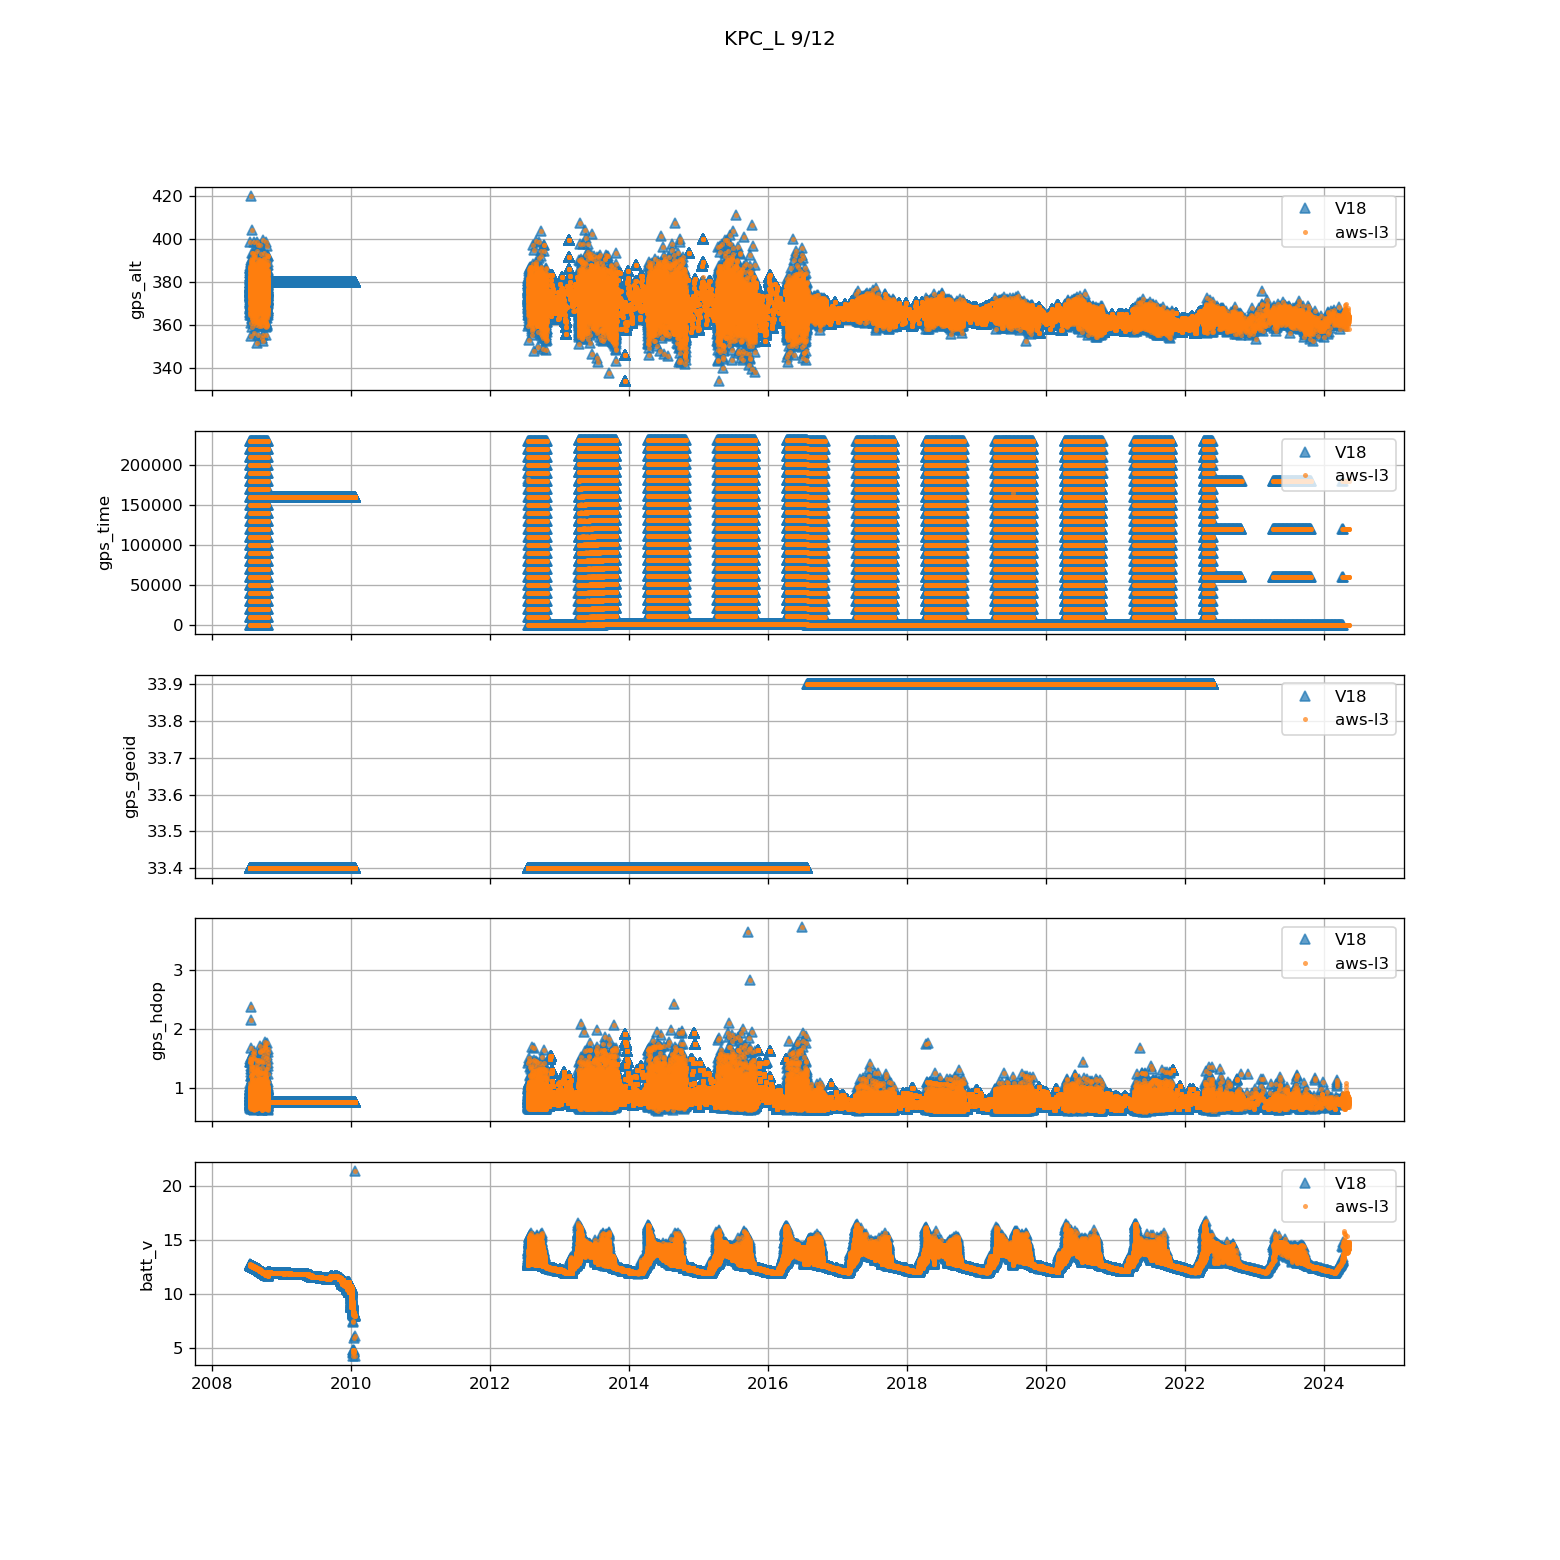 KPC_L 9/12
420
400
380
360
340
gps_alt
V18
aws-l3
200000
150000
100000
50000
0
gps_time
V18
aws-l3
33.9
33.8
33.7
33.6
33.5
33.4
gps_geoid
V18
aws-l3
3
2
1
gps_hdop
V18
aws-l3
20
15
10
5
batt_v
V18
aws-l3
2008 2010 2012 2014 2016 2018 2020 2022 2024